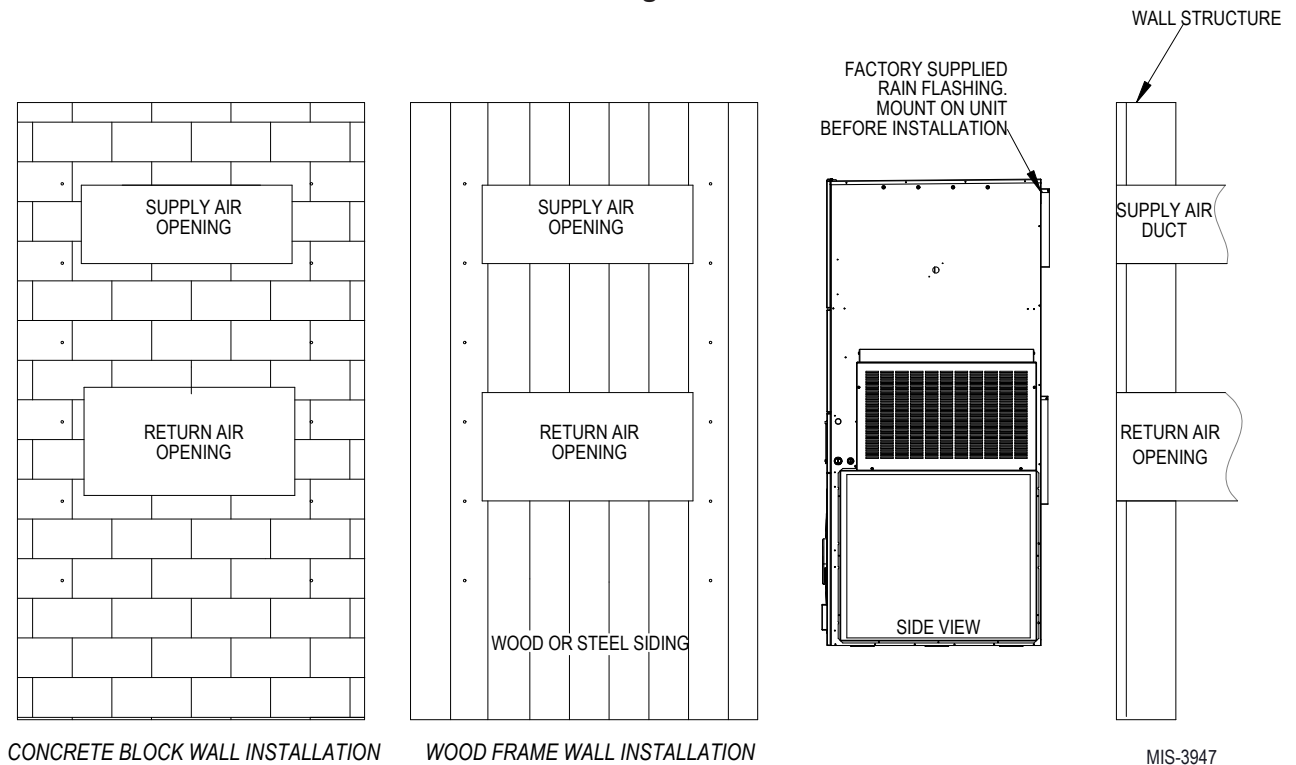 WALL STRUCTURE
FACTORY SUPPLIED
RAIN FLASHING.
MOUNT ON UNIT
BEFORE INSTALLATION
SUPPLY AIR
OPENING
SUPPLY AIR
OPENING
SUPPLY AIR
DUCT
RETURN AIR
OPENING
RETURN AIR
OPENING
RETURN AIR
OPENING
WOOD OR STEEL SIDING
SIDE VIEW
CONCRETE BLOCK WALL INSTALLATION
WOOD FRAME WALL INSTALLATION
MIS-3947